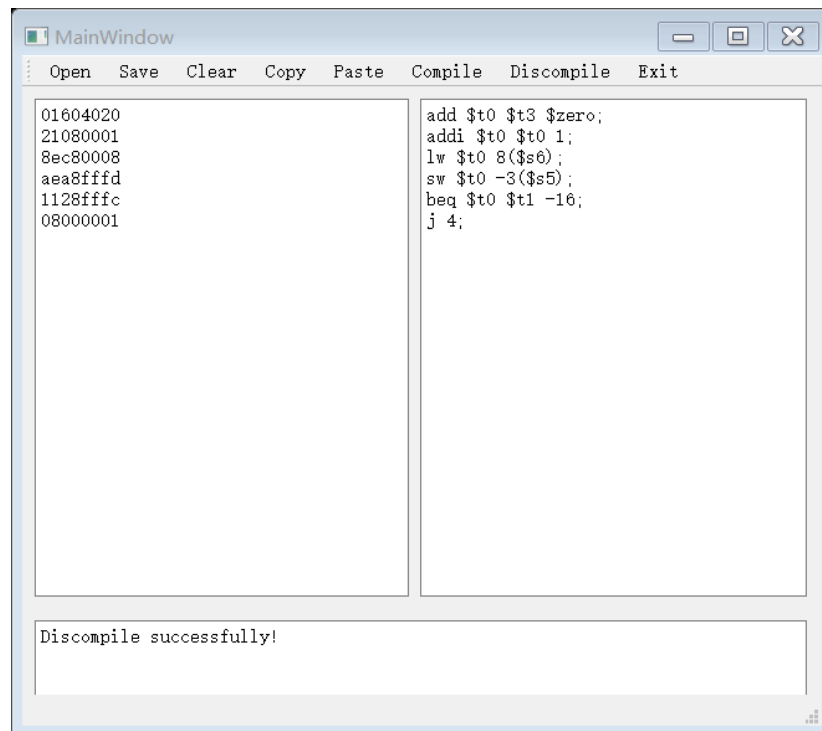 MainWindow
Open Save Clear Copy Paste Compile Discompile Exit
01604020
21080001
8ec80008
aea8fffd
1128fffc
08000001
add $t0 $t3 $zero;
addi $t0 $t0 1;
lw $t0 8($s6);
sw $t0 -3($s5);
beq $t0 $t1 -16;
j 4;
Discompile successfully!